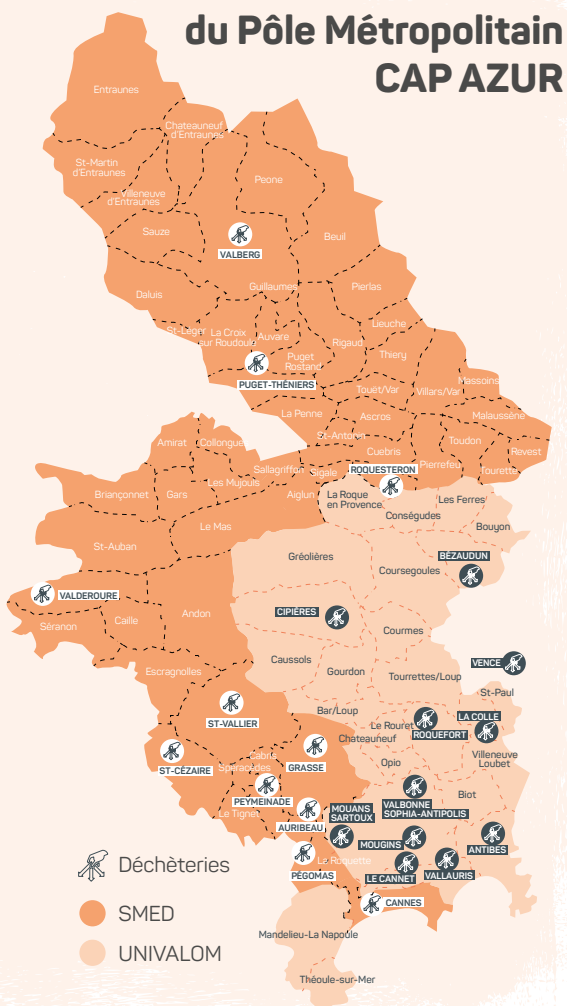 du Pôle Métropolitain
CAP AZUR
Entraunes
Chateauneuf
d'Entraunes
St-Martin
d'Entraunes
Villeneuve
d'Entraunes
Peone
Sauze
VALBERG
Beuil
Daluis
Guillaumes
Pierlas
St-Leger
La Croix
sur Roudoule
Auvare
Puget
Rostand
Rigaud
Leuche
Thiery
PUGET-THÉNIERS
Touët/Var
Villars/Var
Massoins
La Penne
Ascros
Malaussène
St-Antonin
Cuebris
Toudon
Revest
Amirat
Collongue
Sallagriffon
Sigale
ROQUESTERON
Pierrefeu
Tourette
Briançonnet
Gars
Les Mujouls
Aiglun
La Roque
en Provence
Les Ferres
Conségudes
Bouyon
Le Mas
St-Auban
Gréolières
BÉZAUDUN
Coursegoules
VALDEROURE
Andon
CIPIÈRES
Séranon
Caille
Courmes
Escragnolles
Caussols
Gourdon
Tourrettes/Loup
VENCE
St-Paul
ST-VALLIER
Bar/Loup
Le Rouret
ROQUEFORT
LA COLLE
Chateauneuf
ST-CÉZAIRE
Cabris
Speracedes
GRASSE
Opio
Villeneuve
Loubet
PEYMEINADE
Le Tignet
AURIBEAU
MOUANS
SARTOUX
VALBONNE
SOPHIA-ANTIPOLIS
Biot
MOUGINS
ANTIBES
PÉGOMAS
La Roquette
LE CANNET
VALLAURIS
CANNES
Déchèteries
SMED
UNIVALOM
Mandelieu-La Napoule
Théoule-sur-Mer